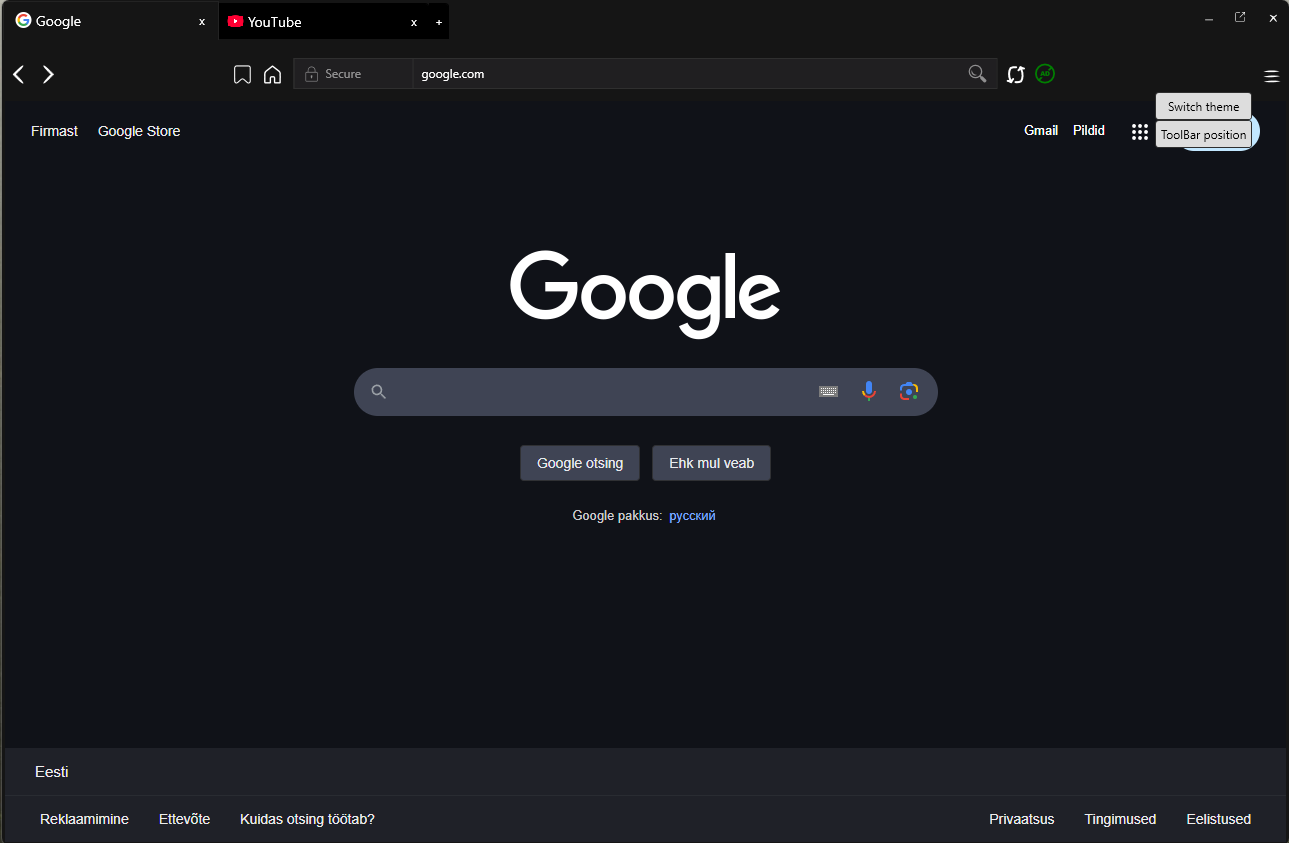 Google x YouTube x +
Secure google.com AD
Switch theme
Firmast Google Store Gmail Pildid ToolBar position
Google
Google otsing Ehk mul veab
Google pakkus: русский
Eesti
Reklaamimine Ettevõte Kuidas otsing töötab? Privaatsus Tingimused Eelistused